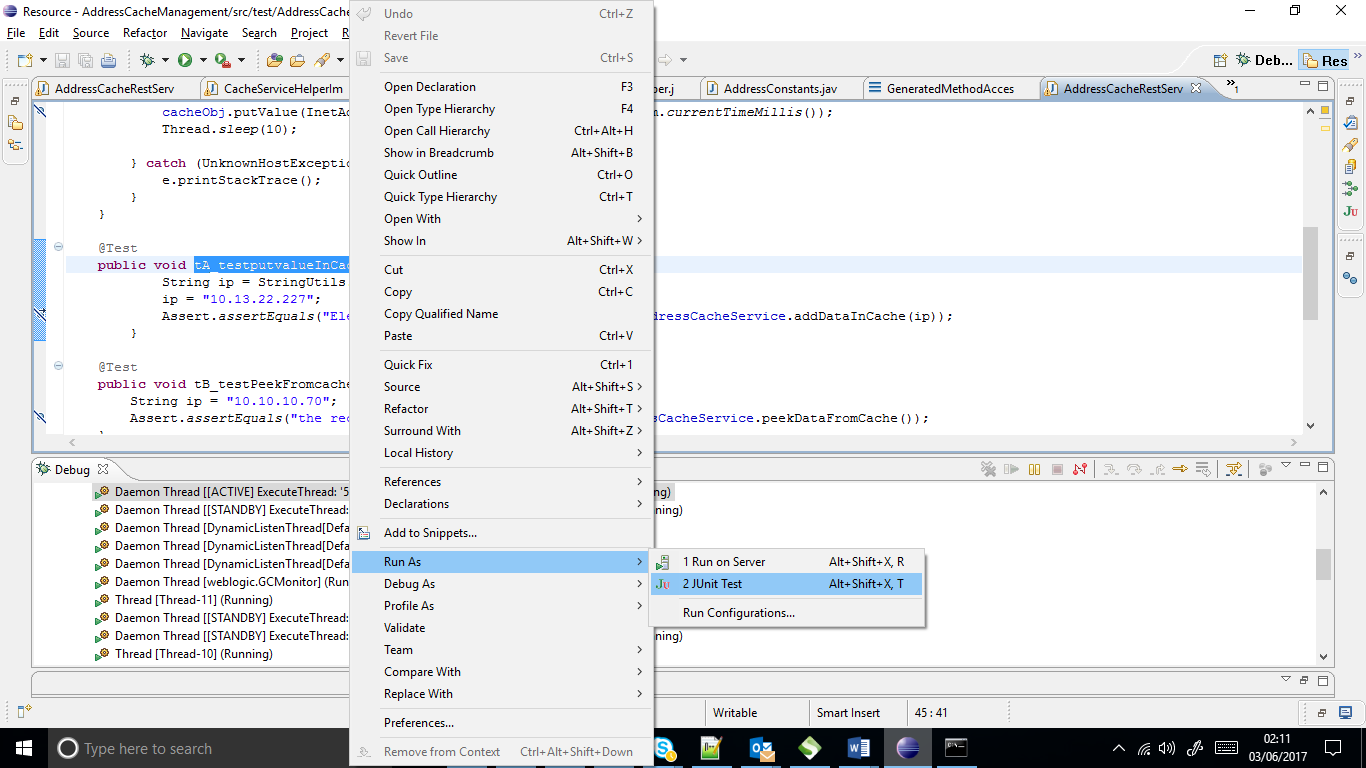 Resource - AddressCacheManagement/src/test/AddressCache
File Edit Source Refactor Navigate Search Project R
Deb... Res
AddressCacheRestServ CacheServiceHelperIm per.j AddressConstants.jav GeneratedMethodAcces AddressCacheRestServ 1
cacheObj.putValue(InetAd m.currentTimeMillis());
Thread.sleep(10);
} catch (UnknownHostException
e.printStackTrace();
}
}
@Test
public void tA_testputvalueInCac
String ip = StringUtils
ip = "10.13.22.227";
Assert.assertEquals("Ele dressCacheService.addDataInCache(ip));
}
@Test
public void tB_testPeekFromcache
String ip = "10.10.10.70";
Assert.assertEquals("the rec sCacheService.peekDataFromCache());
Undo Ctrl+Z
Revert File
Save Ctrl+S
Open Declaration F3
Open Type Hierarchy F4
Open Call Hierarchy Ctrl+Alt+H
Show in Breadcrumb Alt+Shift+B
Quick Outline Ctrl+O
Quick Type Hierarchy Ctrl+T
Open With
Show In Alt+Shift+W
Cut Ctrl+X
Copy Ctrl+C
Copy Qualified Name
Paste Ctrl+V
Quick Fix Ctrl+1
Source Alt+Shift+S
Refactor Alt+Shift+T
Surround With Alt+Shift+Z
Local History
References
Declarations
Add to Snippets...
Run As
Debug As
Profile As
Validate
Team
Compare With
Replace With
Preferences...
Remove from Context Ctrl+Alt+Shift+Down
1 Run on Server Alt+Shift+X, R
2 JUnit Test Alt+Shift+X, T
Run Configurations...
Debug
Daemon Thread [[ACTIVE] ExecuteThread: '5 ng)
Daemon Thread [[STANDBY] ExecuteThread: ning)
Daemon Thread [DynamicListenThread[Defa
Daemon Thread [DynamicListenThread[Defa
Daemon Thread [DynamicListenThread[Defa
Daemon Thread [weblogic.GCMonitor] (Run
Thread [Thread-11] (Running)
Daemon Thread [[STANDBY] ExecuteThread:
Daemon Thread [[STANDBY] ExecuteThread: ning)
Thread [Thread-10] (Running)
Writable Smart Insert 45 : 41
Type here to search
02:11
03/06/2017